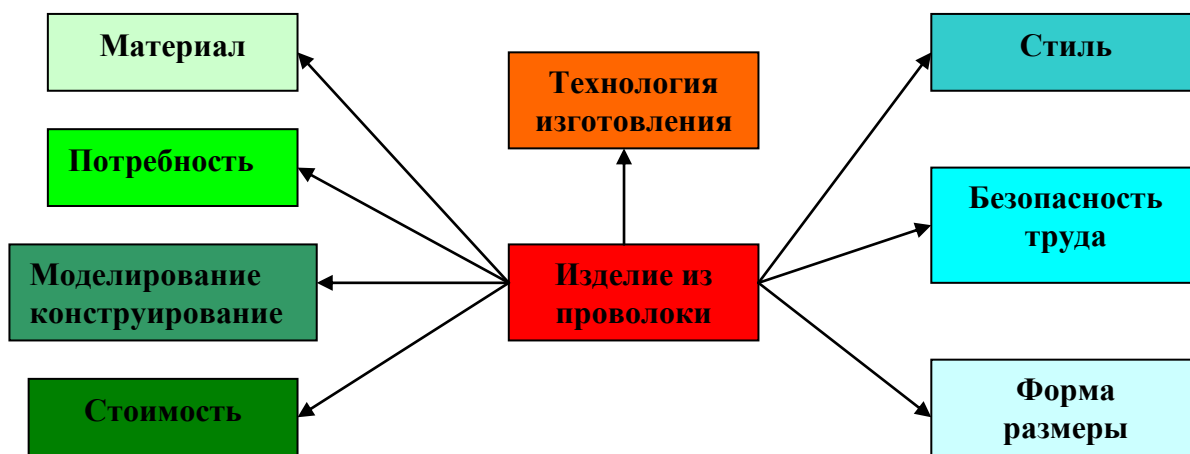 Материал
Потребность
Моделирование
конструирование
Стоимость
Технология
изготовления
Изделие из
проволоки
Стиль
Безопасность
труда
Форма
размеры